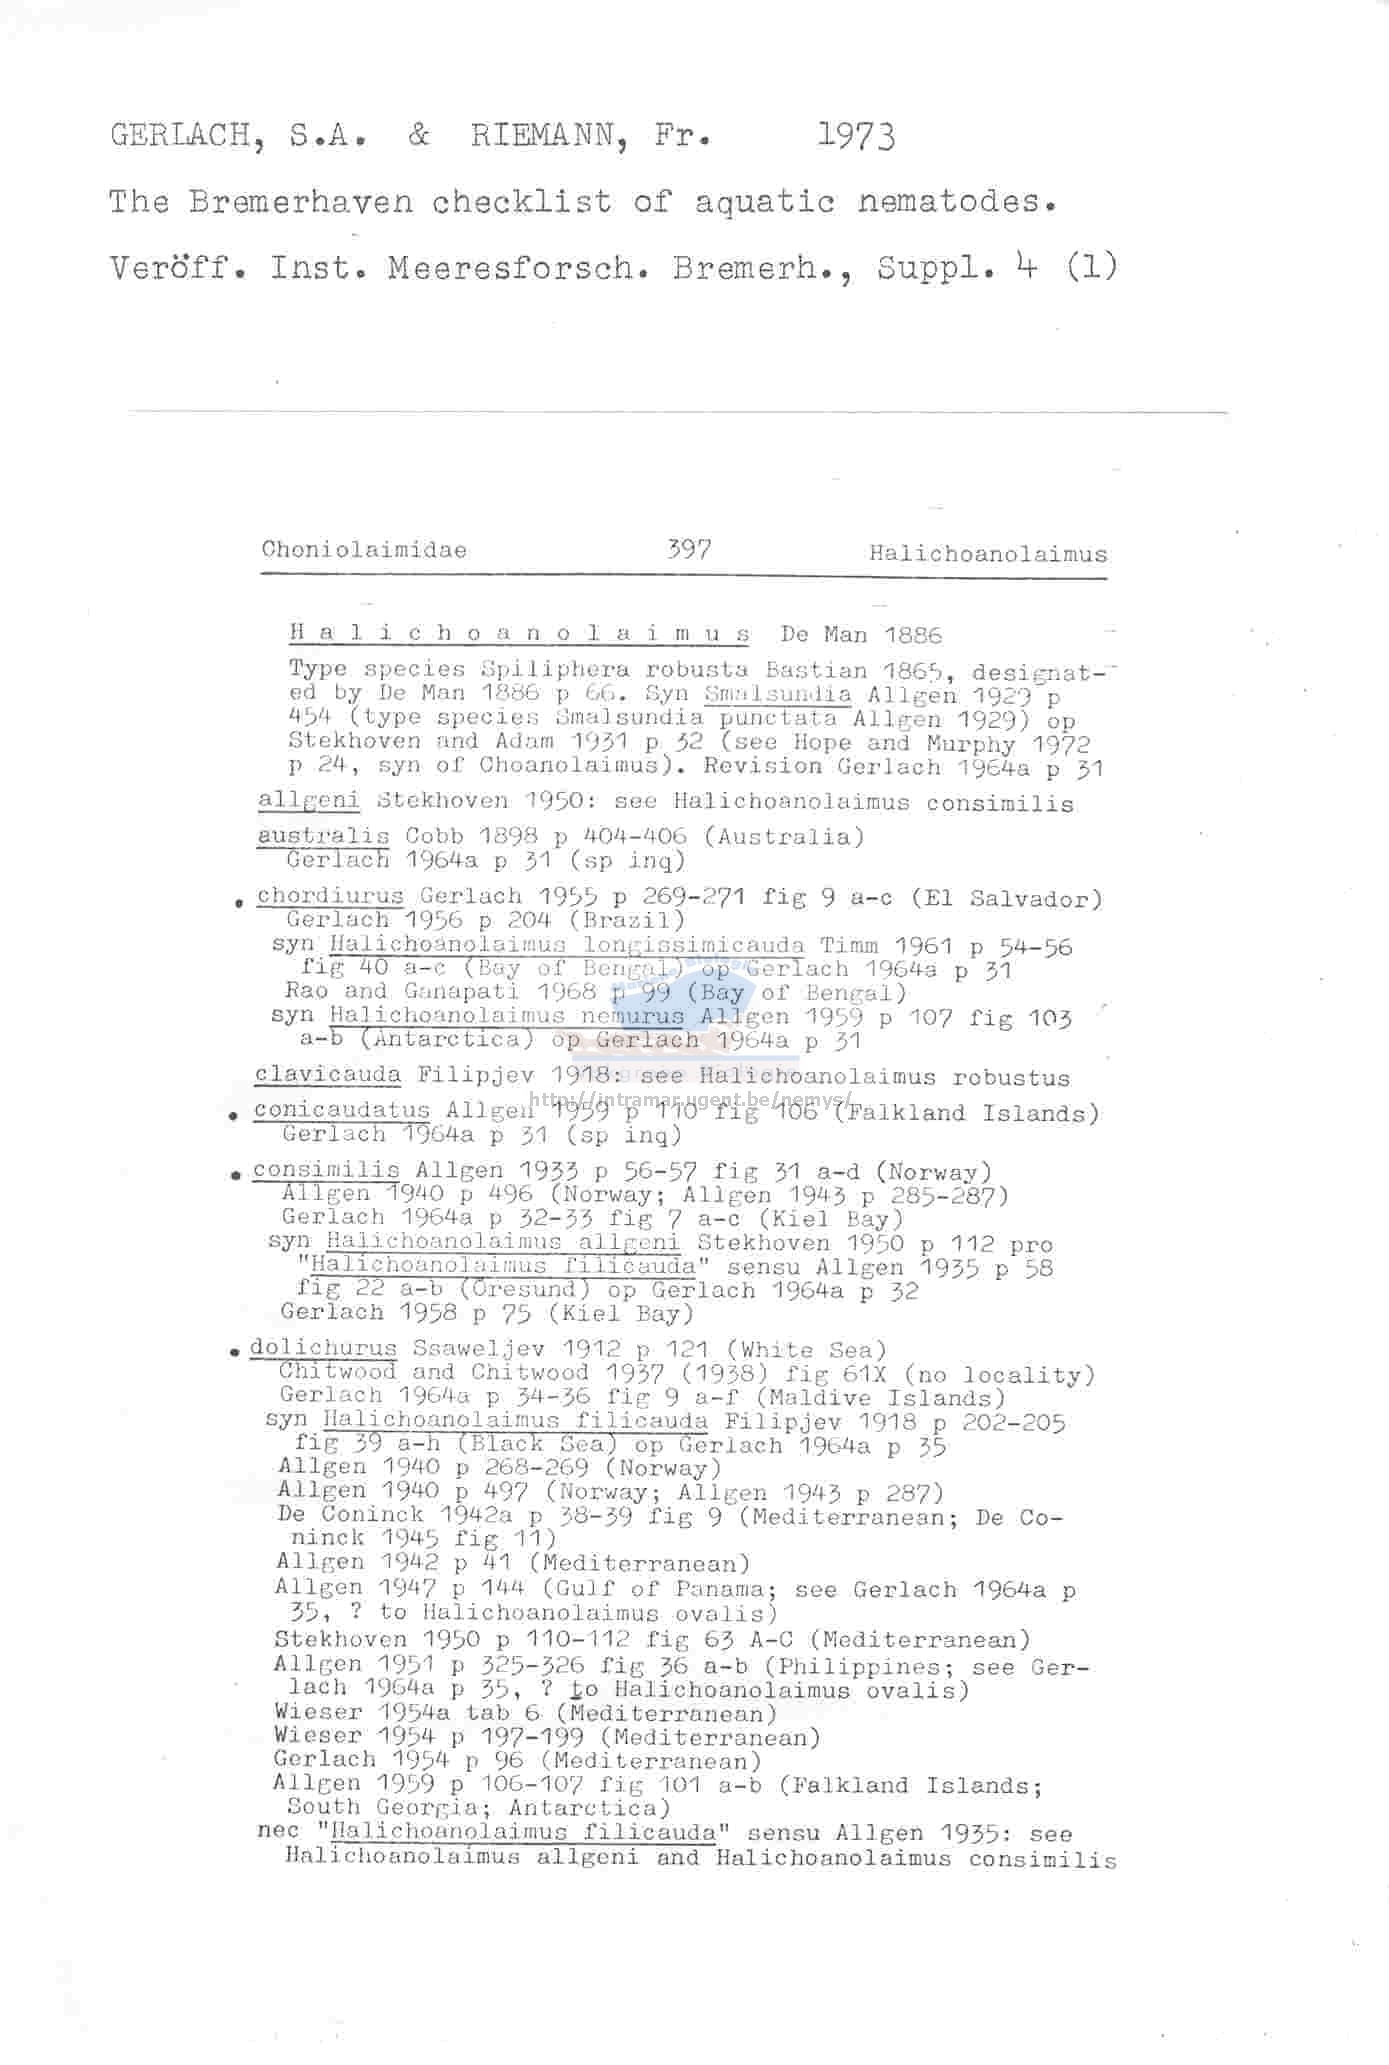 GERLACH, S.A. & RIEMANN, Fr. 1973
The Bremerhaven checklist of aquatic nematodes.
Veröff. Inst. Meeresforsch. Bremerh., Suppl. 4 (1)
Choniolaimidae 397 Halichoanolaimus
H a l i c h o a n o l a i m u s De Man 1886
Type species Spiliphera robusta Bastian 1865, designat-
ed by De Man 1886 p 66. Syn Smalsundia Allgen 1929 p
454 (type species Smalsundia punctata Allgen 1929) op
Stekhoven and Adam 1931 p 32 (see Hope and Murphy 1972
p 24, syn of Choanolaimus). Revision Gerlach 1964a p 31
allgeni Stekhoven 1950: see Halichoanolaimus consimilis
australis Cobb 1898 p 404-406 (Australia)
Gerlach 1964a p 31 (sp inq)
• chordiurus Gerlach 1955 p 269-271 fig 9 a-c (El Salvador)
Gerlach 1956 p 204 (Brazil)
syn Halichoanolaimus longissimicauda Timm 1961 p 54-56
fig 40 a-c (Bay of Bengal) op Gerlach 1964a p 31
Rao and Ganapati 1968 p 99 (Bay of Bengal)
syn Halichoanolaimus nemurus Allgen 1959 p 107 fig 103
a-b (Antarctica) op Gerlach 1964a p 31
clavicauda Filipjev 1918: see Halichoanolaimus robustus
http://intramar.ugent.be/nemys/
• conicaudatus Allgen 1959 p 110 fig 106 (Falkland Islands)
Gerlach 1964a p 31 (sp inq)
• consimilis Allgen 1933 p 56-57 fig 31 a-d (Norway)
Allgen 1940 p 496 (Norway; Allgen 1943 p 285-287)
Gerlach 1964a p 32-33 fig 7 a-c (Kiel Bay)
syn Halichoanolaimus allgeni Stekhoven 1950 p 112 pro
"Halichoanolaimus filicauda" sensu Allgen 1935 p 58
fig 22 a-b (Öresund) op Gerlach 1964a p 32
Gerlach 1958 p 75 (Kiel Bay)
• dolichurus Ssaweljev 1912 p 121 (White Sea)
Chitwood and Chitwood 1937 (1938) fig 61X (no locality)
Gerlach 1964a p 34-36 fig 9 a-f (Maldive Islands)
syn Halichoanolaimus filicauda Filipjev 1918 p 202-205
fig 39 a-h (Black Sea) op Gerlach 1964a p 35
Allgen 1940 p 268-269 (Norway)
Allgen 1940 p 497 (Norway; Allgen 1943 p 287)
De Coninck 1942a p 38-39 fig 9 (Mediterranean; De Co-
ninck 1945 fig 11)
Allgen 1942 p 41 (Mediterranean)
Allgen 1947 p 144 (Gulf of Panama; see Gerlach 1964a p
35, ? to Halichoanolaimus ovalis)
Stekhoven 1950 p 110-112 fig 63 A-C (Mediterranean)
Allgen 1951 p 325-326 fig 36 a-b (Philippines; see Ger-
lach 1964a p 35, ? to Halichoanolaimus ovalis)
Wieser 1954a tab 6 (Mediterranean)
Wieser 1954 p 197-199 (Mediterranean)
Gerlach 1954 p 96 (Mediterranean)
Allgen 1959 p 106-107 fig 101 a-b (Falkland Islands;
South Georgia; Antarctica)
nec "Halichoanolaimus filicauda" sensu Allgen 1935: see
Halichoanolaimus allgeni and Halichoanolaimus consimilis